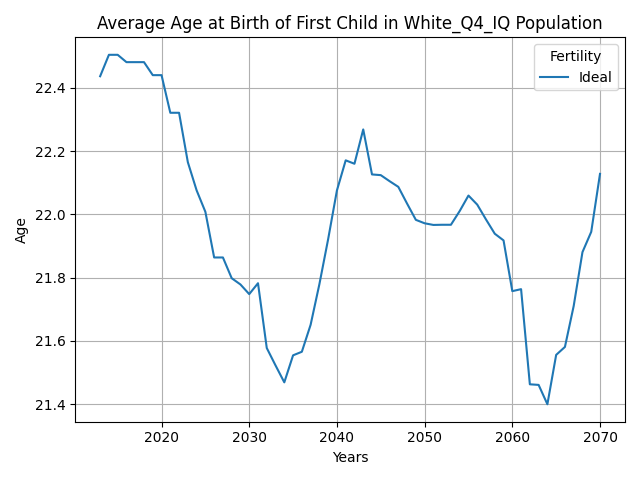 Average Age at Birth of First Child in White_Q4_IQ Population
Fertility
Ideal
22.4
22.2
22.0
21.8
21.6
21.4
Age
2020 2030 2040 2050 2060 2070
Years